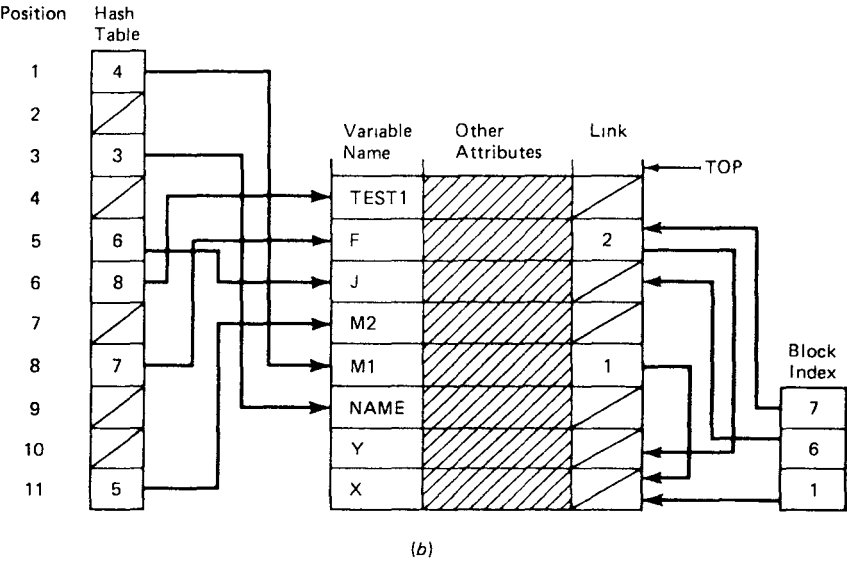 Position Hash Table
1 4
2
3 3
Variable Name Other Attributes Link
TOP
4 TEST1
5 6 F 2
6 8 J
7 M2
Block Index
8 7 M1 1
9 NAME 7
10 Y 6
11 5 X 1
(b)